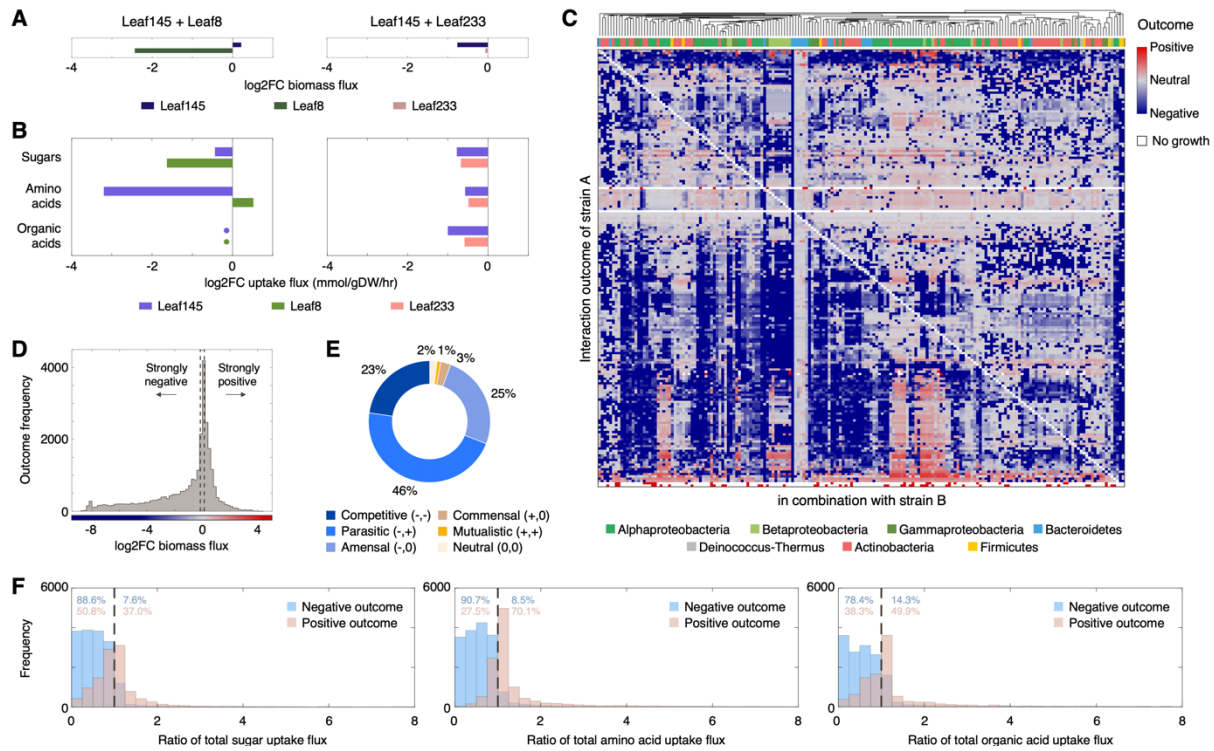 A
Leaf145 + Leaf8
Leaf145 + Leaf233
-4 -2 0
-4 -2 0
log2FC biomass flux
Leaf145 Leaf8 Leaf233
B
Sugars
Amino
acids
Organic
acids
-4 -2 0
-4 -2 0
log2FC uptake flux (mmol/gDW/hr)
Leaf145 Leaf8 Leaf233
C
Interaction outcome of strain A
in combination with strain B
Outcome
Positive
Neutral
Negative
No growth
Alphaproteobacteria Betaproteobacteria Gammaproteobacteria Bacteroidetes
Deinococcus-Thermus Actinobacteria Firmicutes
D
Outcome frequency
4000
2000
0
Strongly
negative
Strongly
positive
-8 -4 0 4
log2FC biomass flux
E
2% 1% 3%
23%
25%
46%
Competitive (-,-) Commensal (+,0)
Parasitic (-,+) Mutualistic (+,+)
Amensal (-,0) Neutral (0,0)
F
Frequency
6000
0
88.6% 7.6%
50.8% 37.0%
Negative outcome
Positive outcome
0 2 4 6 8
Ratio of total sugar uptake flux
6000
0
90.7% 8.5%
27.5% 70.1%
Negative outcome
Positive outcome
0 2 4 6 8
Ratio of total amino acid uptake flux
6000
0
78.4% 14.3%
38.3% 49.9%
Negative outcome
Positive outcome
0 2 4 6 8
Ratio of total organic acid uptake flux